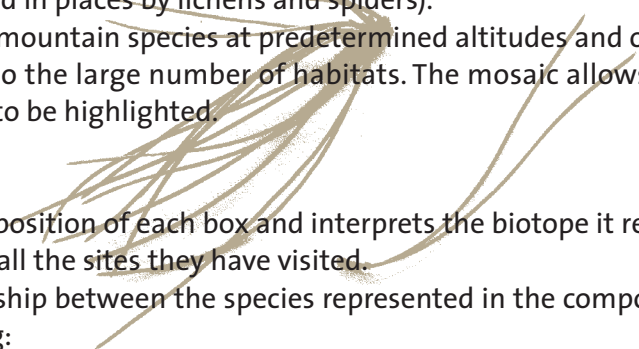 d in places by lichens and spiders).
mountain species at predetermined altitudes and
o the large number of habitats. The mosaic allows
to be highlighted.
position of each box and interprets the biotope it
all the sites they have visited.
ship between the species represented in the
g: